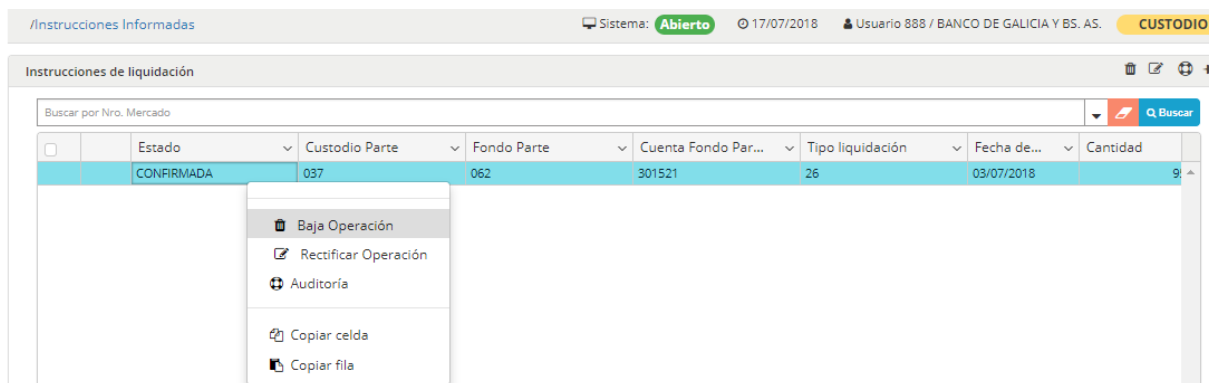 /Instrucciones Informadas Sistema: Abierto 17/07/2018 Usuario 888 / BANCO DE GALICIA Y BS. AS. CUSTODIO
Instrucciones de liquidación
Buscar por Nro. Mercado Buscar
Estado Custodio Parte Fondo Parte Cuenta Fondo Par... Tipo liquidación Fecha de... Cantidad
CONFIRMADA 037 062 301521 26 03/07/2018
Baja Operación
Rectificar Operación
Auditoría
Copiar celda
Copiar fila